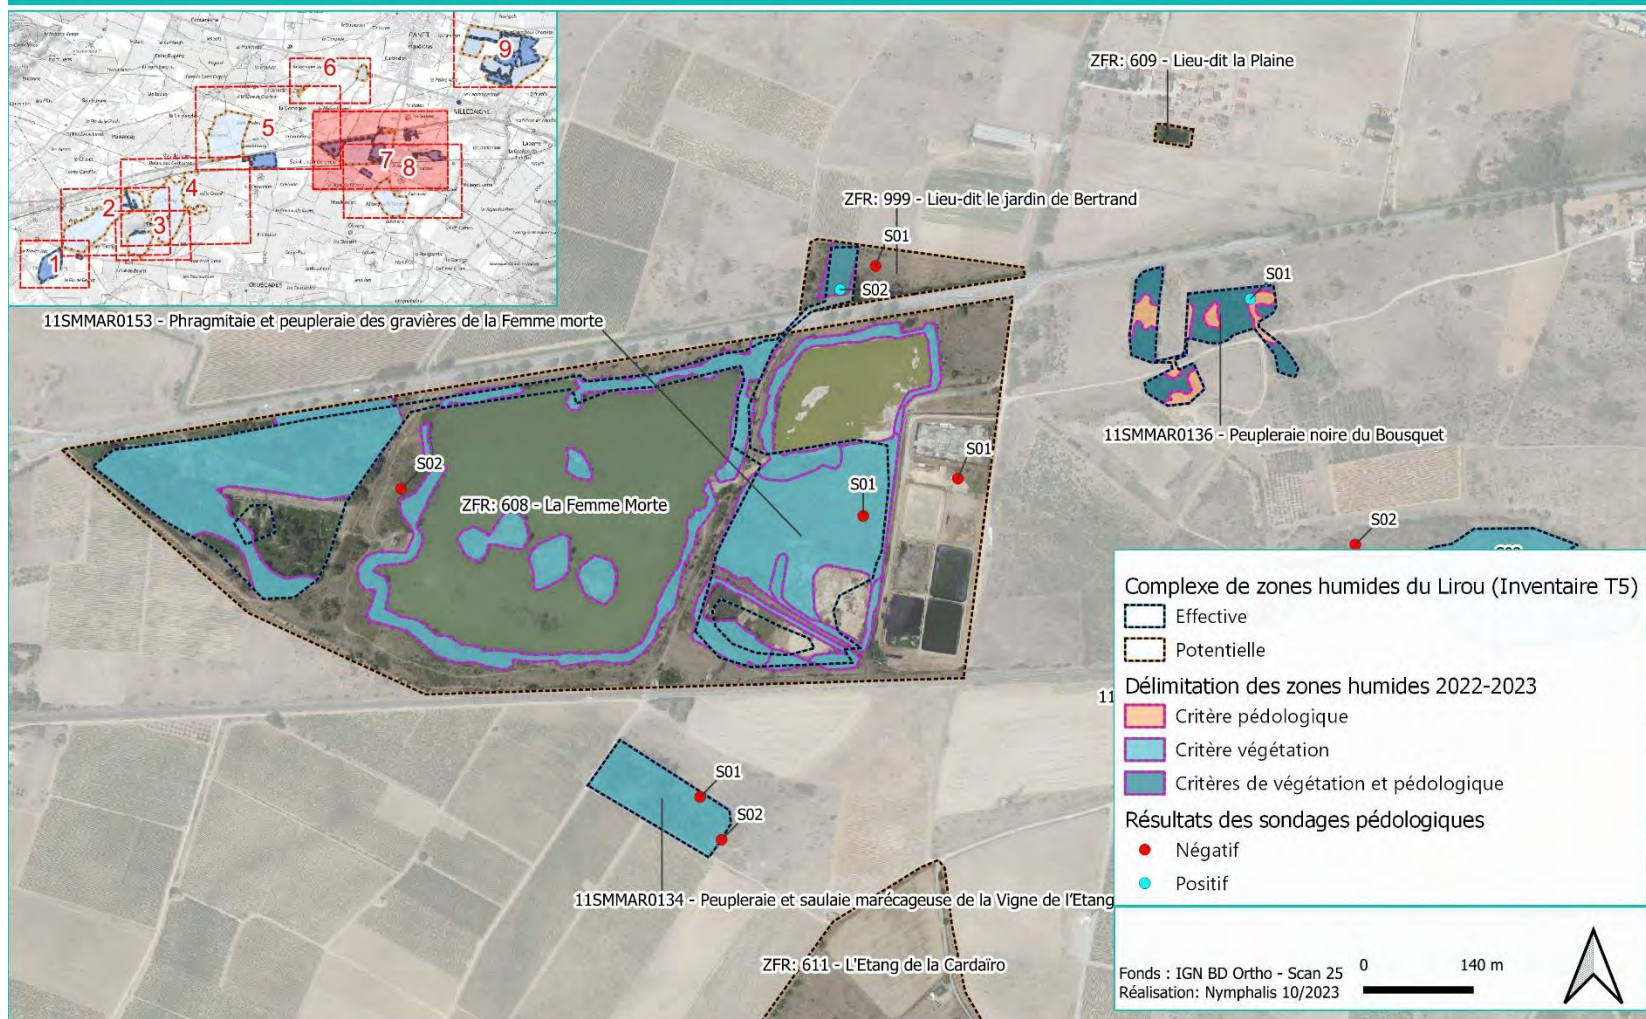 CANET
1
2
3
4
5
6
7
8
9
CRUSCADES
ZFR: 609 - Lieu-dit la Plaine
ZFR: 999 - Lieu-dit le jardin de Bertrand
S01
S02
S01
11SMMAR0153 - Phragmitaie et peupleraie des gravières de la Femme morte
11SMMAR0136 - Peupleraie noire du Bousquet
S02
S01
S01
ZFR: 608 - La Femme Morte
S02
11
S01
S02
11SMMAR0134 - Peupleraie et saulaie marécageuse de la Vigne de l'Etang
ZFR: 611 - L'Etang de la Cardaïro
Complexe de zones humides du Lirou (Inventaire T5)
Effective
Potentielle
Délimitation des zones humides 2022-2023
Critère pédologique
Critère végétation
Critères de végétation et pédologique
Résultats des sondages pédologiques
Négatif
Positif
Fonds : IGN BD Ortho - Scan 25
Réalisation: Nymphalis 10/2023
0 140 m